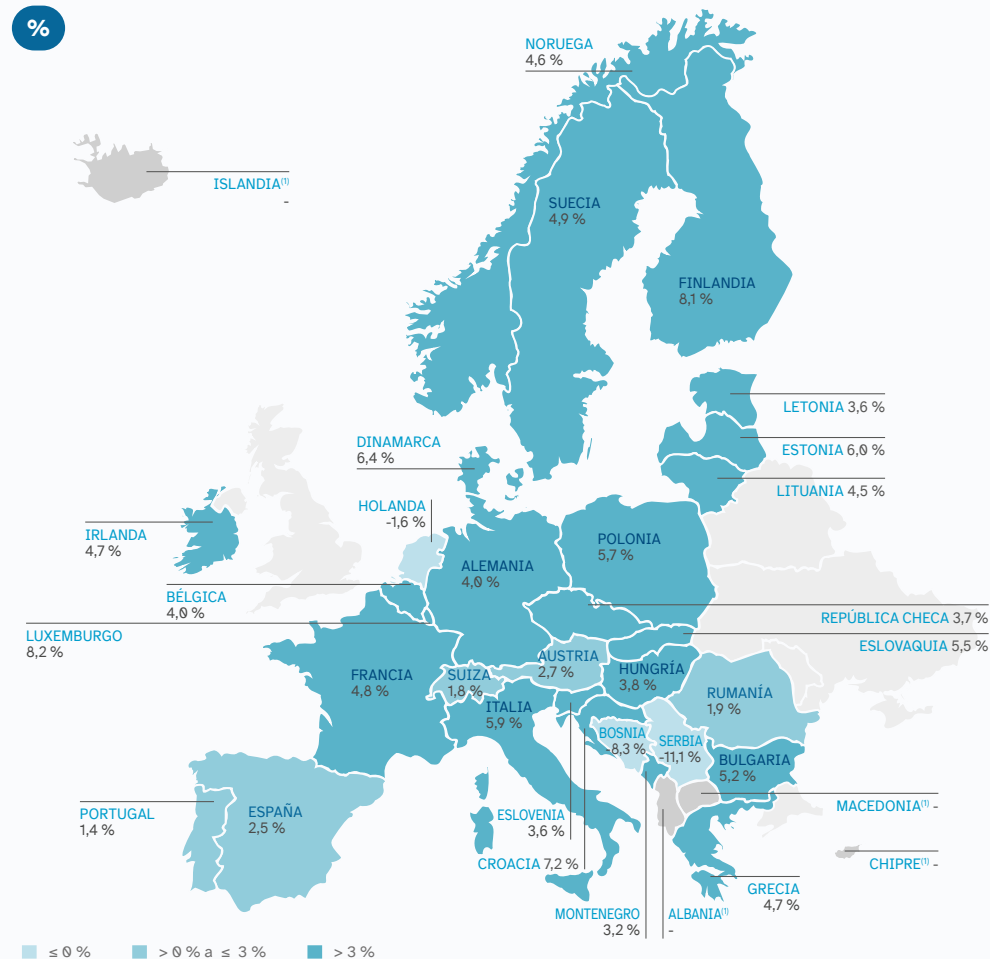 %
NORUEGA
4,6 %
ISLANDIA(1)
-
SUECIA
4,9 %
FINLANDIA
8,1 %
LETONIA 3,6 %
DINAMARCA
6,4 %
ESTONIA 6,0 %
LITUANIA 4,5 %
HOLANDA
-1,6 %
IRLANDA
4,7 %
POLONIA
5,7 %
ALEMANIA
4,0 %
BÉLGICA
4,0 %
REPÚBLICA CHECA 3,7 %
LUXEMBURGO
8,2 %
ESLOVAQUIA 5,5 %
AUSTRIA
2,7 %
FRANCIA
4,8 %
SUIZA
1,8 %
HUNGRÍA
3,8 %
RUMANÍA
1,9 %
ITALIA
5,9 %
BOSNIA
-8,3%
SERBIA
-11,1%
BULGARIA
5,2 %
PORTUGAL
1,4 %
ESPAÑA
2,5 %
ESLOVENIA
3,6 %
MACEDONIA(1) -
CROACIA 7,2 %
CHIPRE(1) -
GRECIA
4,7 %
MONTENEGRO
3,2 %
ALBANIA(1)
-
≤ 0 %
> 0 % a ≤ 3 %
> 3 %